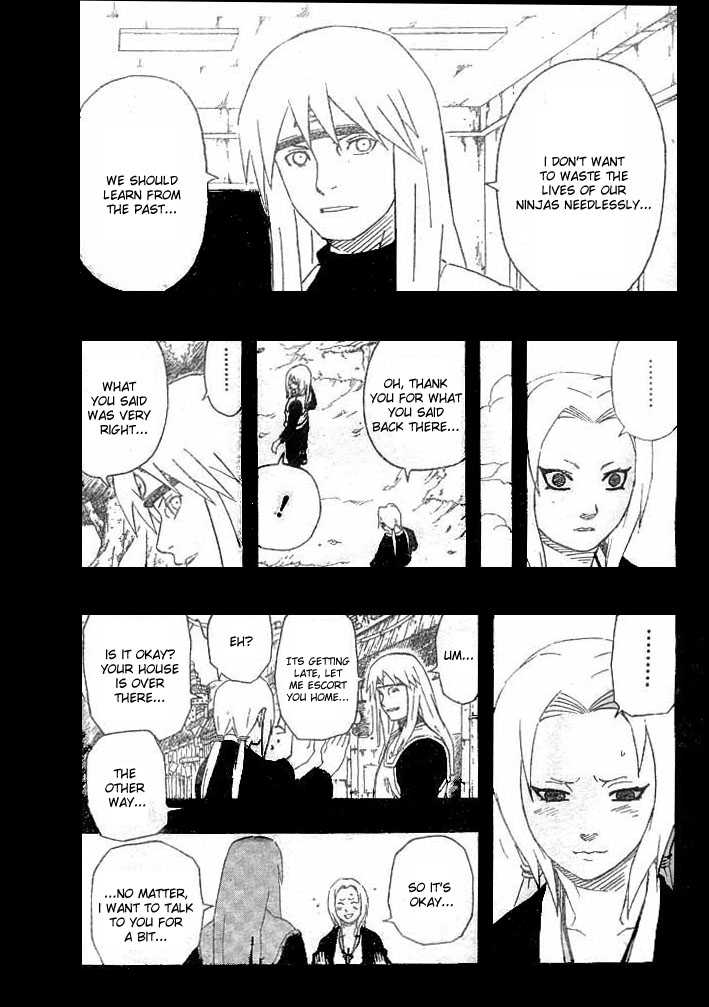 I DON'T WANT
TO WASTE THE
LIVES OF OUR
NINJAS NEEDLESSLY...
WE SHOULD
LEARN FROM
THE PAST...
........
OH, THANK
YOU FOR WHAT
YOU SAID
BACK THERE...
!
........
WHAT
YOU SAID
WAS VERY
RIGHT...
........
UM...
ITS GETTING
LATE, LET
ME ESCORT
YOU HOME...
EH?
IS IT OKAY?
YOUR HOUSE
IS OVER
THERE...
THE
OTHER
WAY...
SO IT'S
OKAY...
...NO MATTER,
I WANT TO TALK
TO YOU FOR
A BIT...